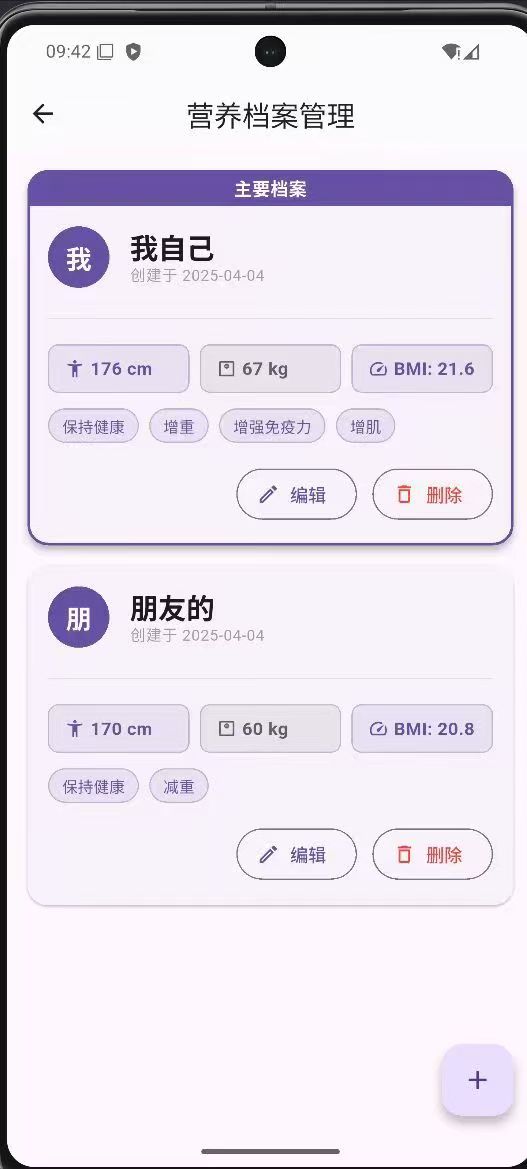 09:42
营养档案管理
主要档案
我 我自己
创建于 2025-04-04
176 cm 67 kg BMI: 21.6
保持健康 增重 增强免疫力 增肌
编辑 删除
朋 朋友的
创建于 2025-04-04
170 cm 60 kg BMI: 20.8
保持健康 减重
编辑 删除
+